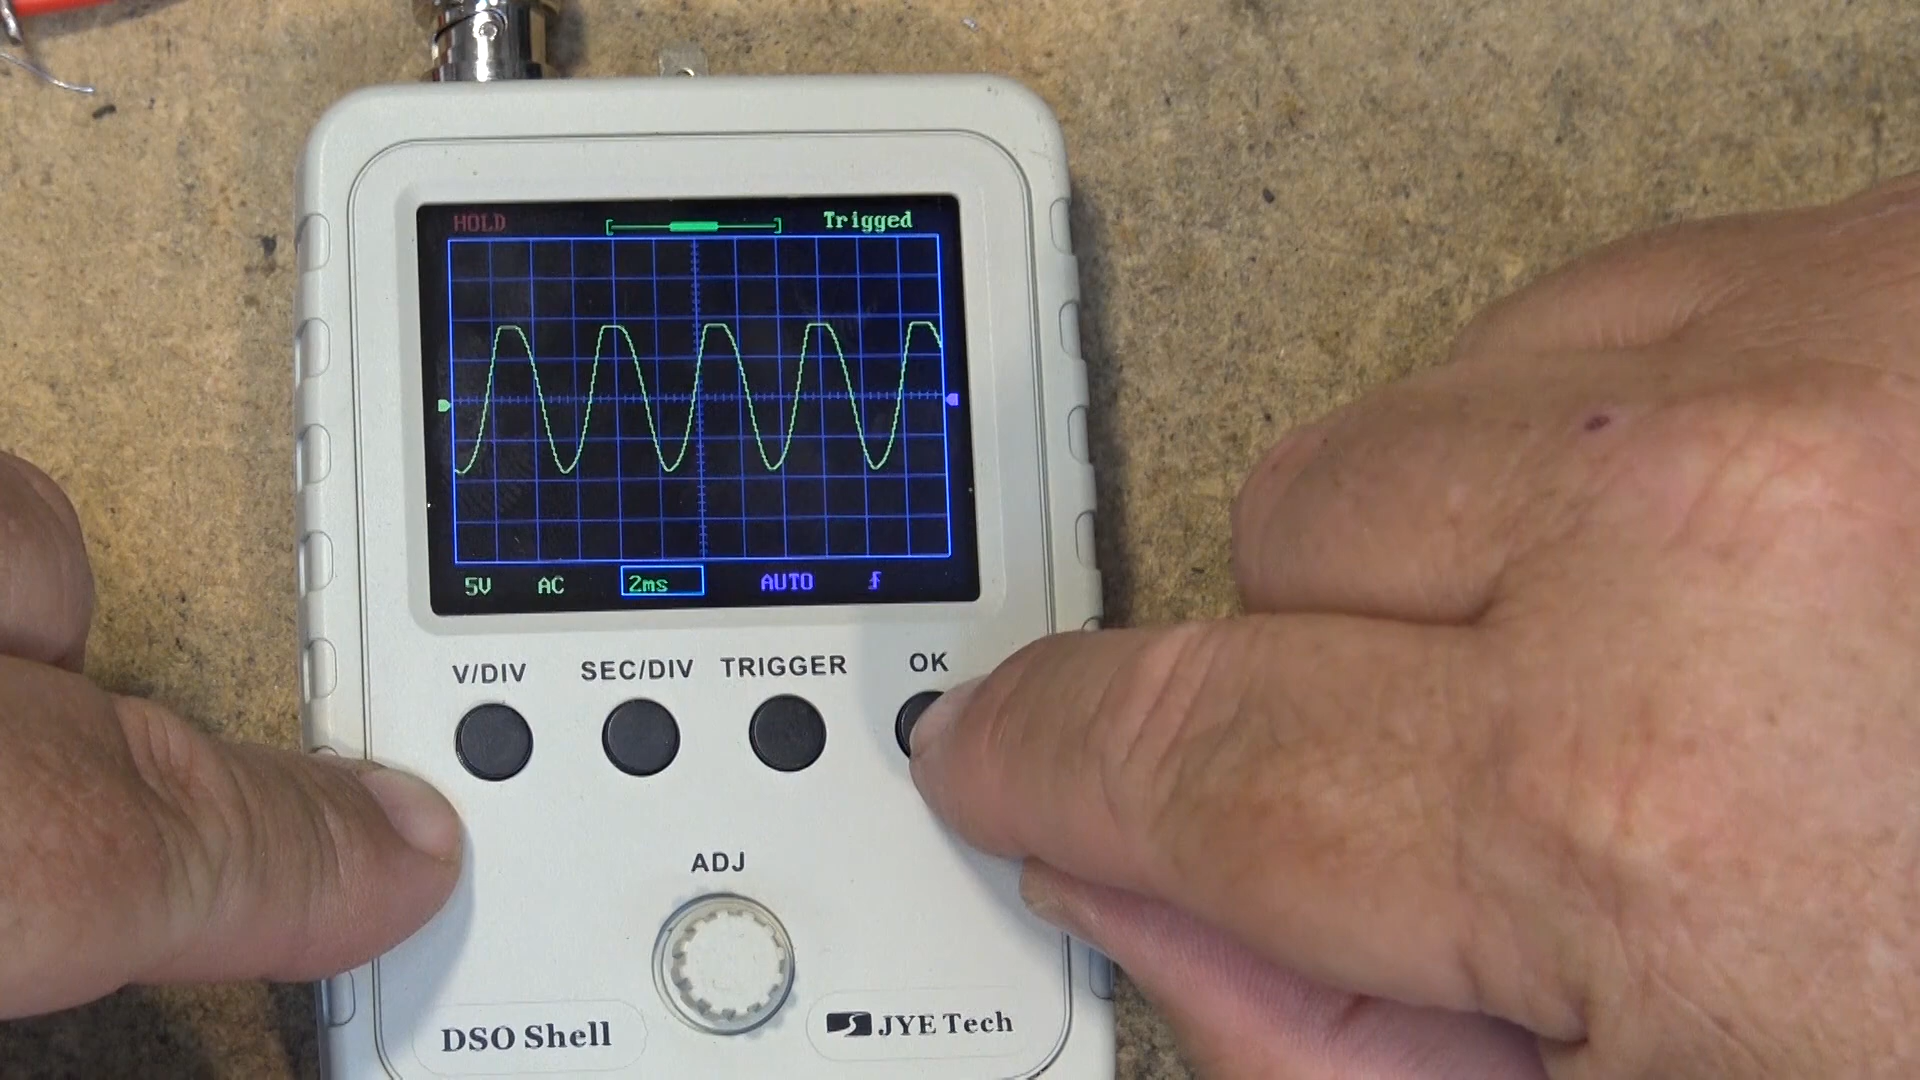 HOLD Trigged
5V AC 2ms AUTO
V/DIV SEC/DIV TRIGGER OK
ADJ
DSO Shell JYE Tech